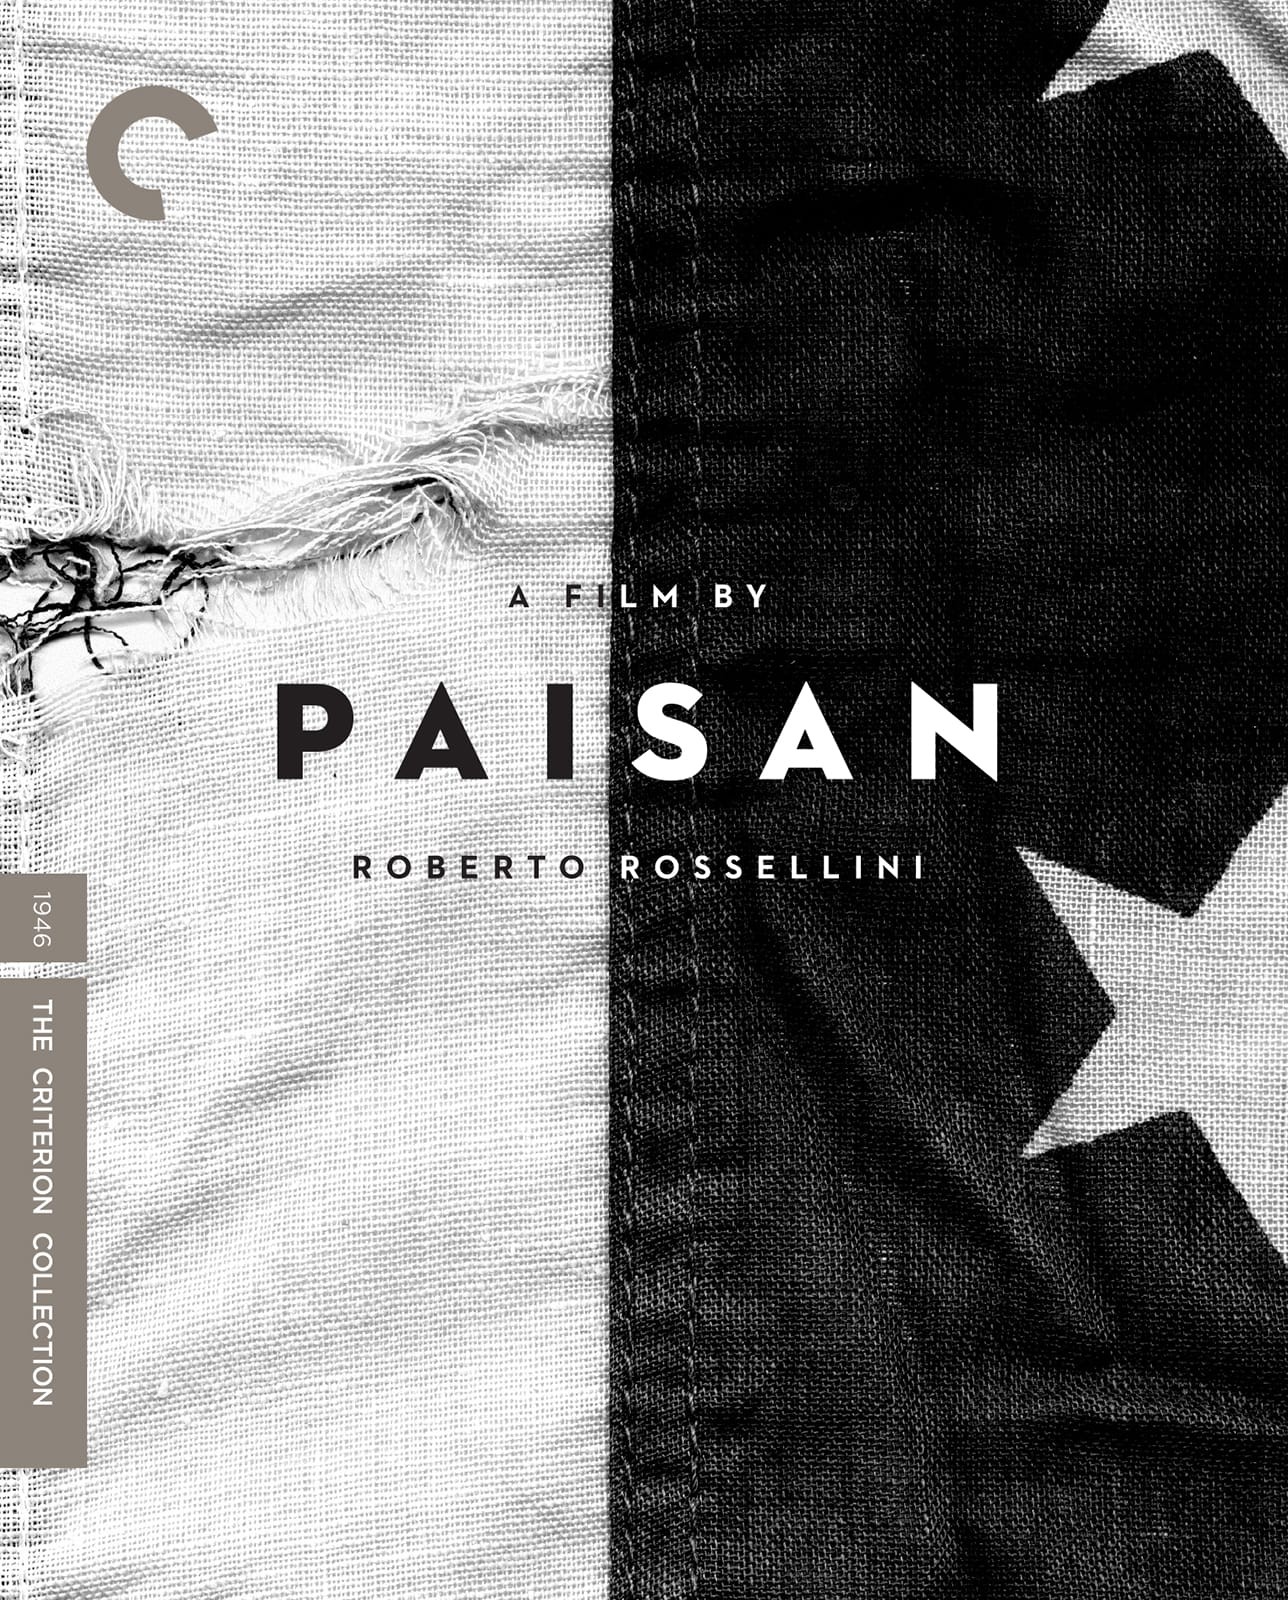 A FILM BY
PAISAN
ROBERTO ROSSELLINI
1946
THE CRITERION COLLECTION